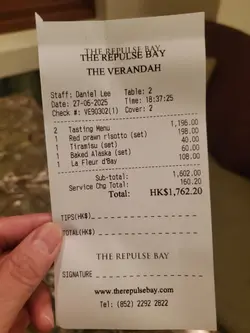 THE REPULSE BAY
THE REPULSE BAY
THE VERANDAH
Staff: Daniel Lee Table: 2
Date: 27-06-2025 Time: 18:37:25
Check #: VE90302(1) Cover: 2
2 Tasting Menu 1,196.00
1 Red prawn risotto (set) 198.00
1 Tiramisu (set) 40.00
1 Baked Alaska (set) 60.00
1 La Fleur d'Bay 108.00
Sub-total: 1,602.00
Service Chg Total: 160.20
Total: HK$1,762.20
TIPS(HK$)
TOTAL(HK$)
THE REPULSE BAY
SIGNATURE
www.therepulsebay.com
Tel: (852) 2292 2822